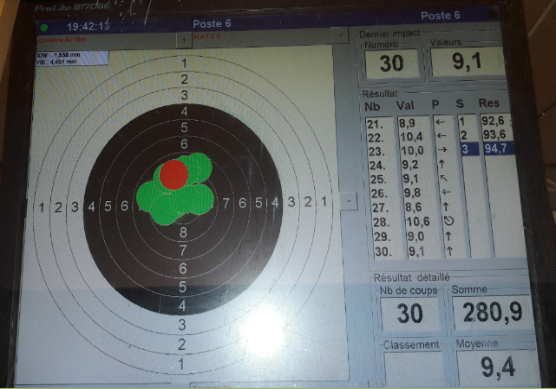 ProLite B1706S
19:42:13
Poste 6
Poste 6
Dernier impact
Numéro
Valeurs
30
9,1
Résultat
Nb Val P S Res
21. 8,9 ← 1 92,6
22. 10,4 ← 2 93,6
23. 10,0 → 3 94,7
24. 9,2 ↑
25. 9,1 ↖
26. 9,8 ←
27. 8,6 ↑
28. 10,6
29. 9,0 ↑
30. 9,1 ↑
Résultat détaillé
Nb de coups
Somme
30
280,9
Classement
Moyenne
9,4
1
2
3
4
5
6
1 2 3 4 5 6 7 6 5 4 3 2 1
8
7
6
5
4
3
2
1